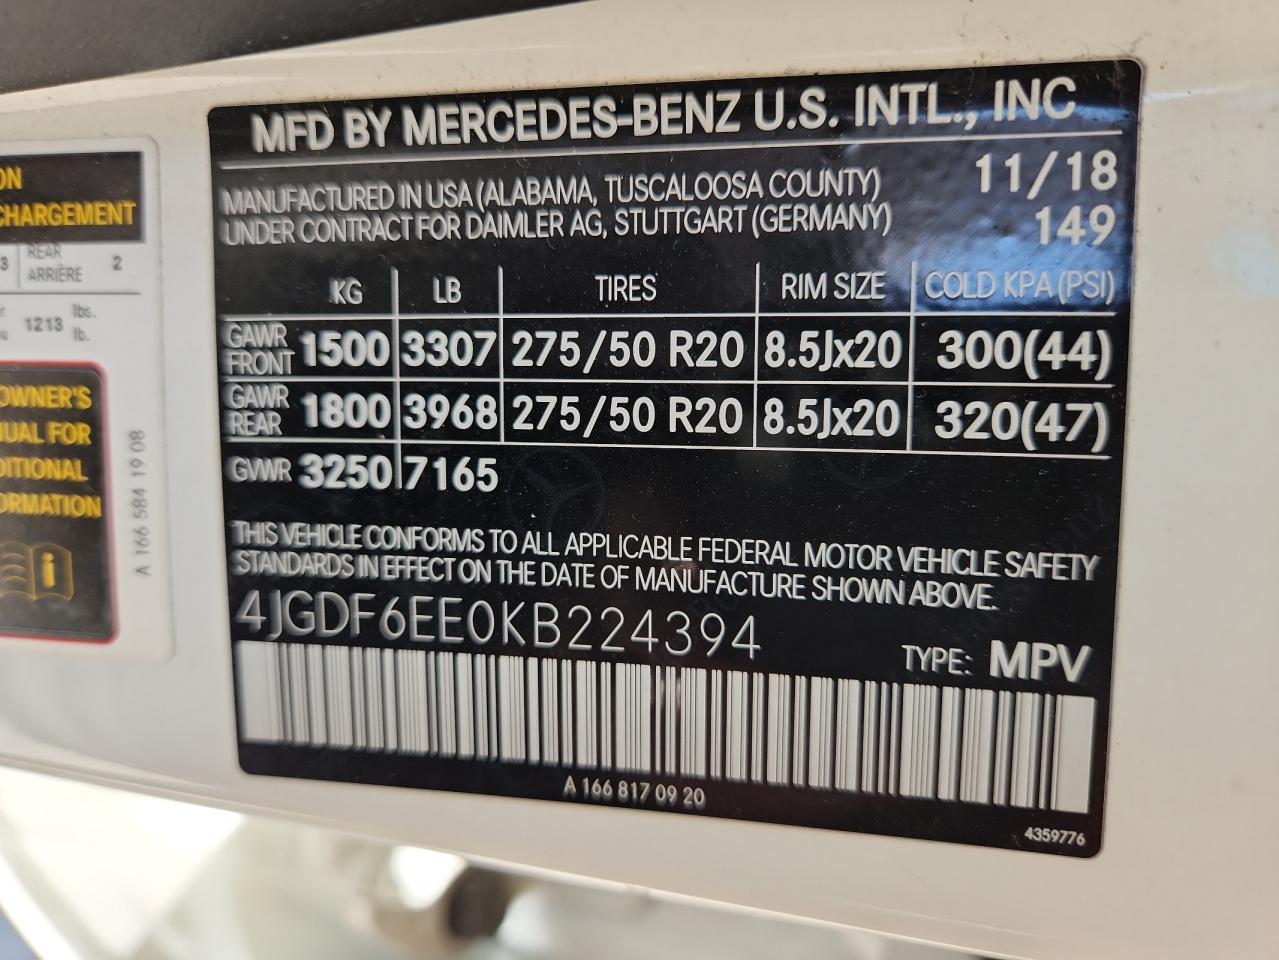 MFD BY MERCEDES-BENZ U.S. INTL., INC
MANUFACTURED IN USA (ALABAMA, TUSCALOOSA COUNTY) 11/18
UNDER CONTRACT FOR DAIMLER AG, STUTTGART (GERMANY) 149
KG LB TIRES RIM SIZE COLD KPA (PSI)
GAWR FRONT 1500 3307 275/50 R20 8.5Jx20 300(44)
GAWR REAR 1800 3968 275/50 R20 8.5Jx20 320(47)
GVWR 3250 7165
THIS VEHICLE CONFORMS TO ALL APPLICABLE FEDERAL MOTOR VEHICLE SAFETY
STANDARDS IN EFFECT ON THE DATE OF MANUFACTURE SHOWN ABOVE.
4JGDF6EE0KB224394
TYPE: MPV
A 166 817 09 20
4359776
ON
CHARGEMENT
3 REAR
ARRIÈRE 2
1213 lbs.
lb.
OWNER'S
UAL FOR
DITIONAL
ORMATION
A 166 584 19 08